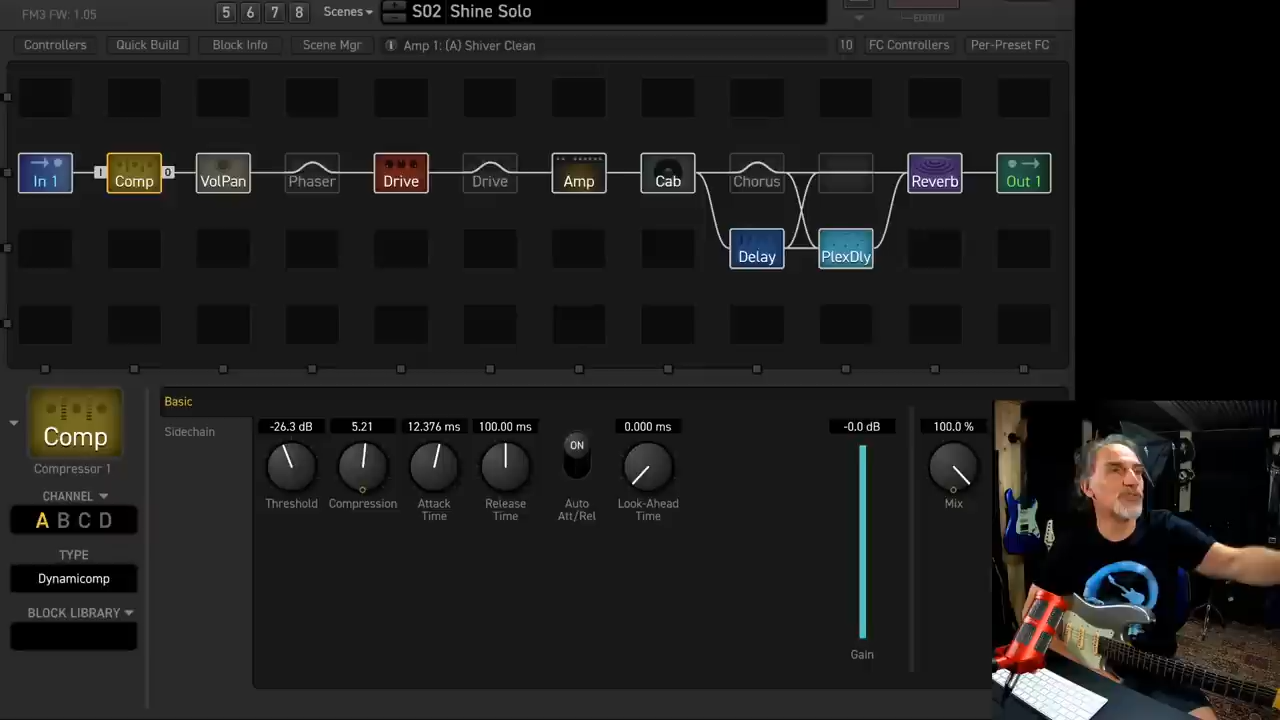 FM3 FW: 1.05
5 6 7 8
Scenes
S02 Shine Solo
EDITED
Controllers
Quick Build
Block Info
Scene Mgr
Amp 1: (A) Shiver Clean
10
FC Controllers
Per-Preset FC
In 1
I
Comp
O
VolPan
Phaser
Drive
Drive
Amp
Cab
Chorus
Reverb
Out 1
Delay
PlexDly
Comp
Compressor 1
CHANNEL
A B C D
TYPE
Dynamicomp
BLOCK LIBRARY
Basic
Sidechain
-26.3 dB
5.21
12.376 ms
100.00 ms
ON
0.000 ms
-0.0 dB
100.0 %
Threshold
Compression
Attack
Time
Release
Time
Auto
Att/Rel
Look-Ahead
Time
Gain
Mix